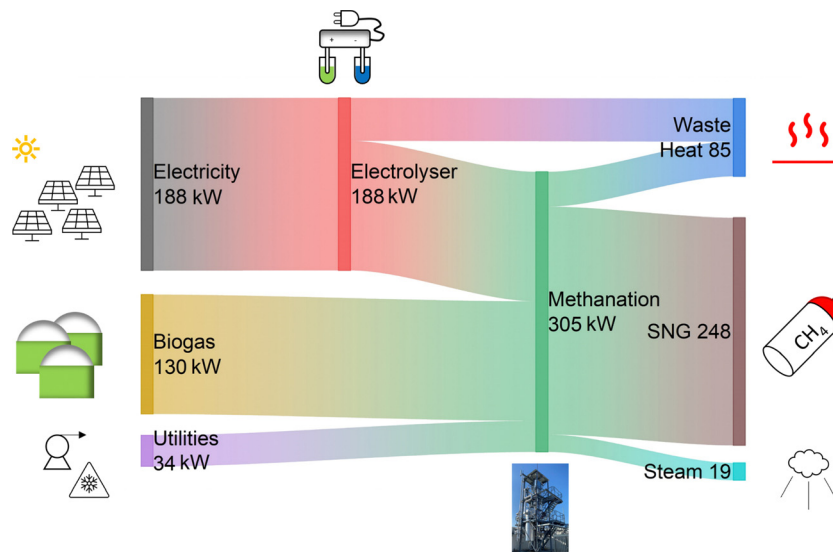 + -
Electricity
188 kW
Electrolyser
188 kW
Waste
Heat 85
Methanation
305 kW
Biogas
130 kW
SNG 248
CH4
Utilities
34 kW
Steam 19